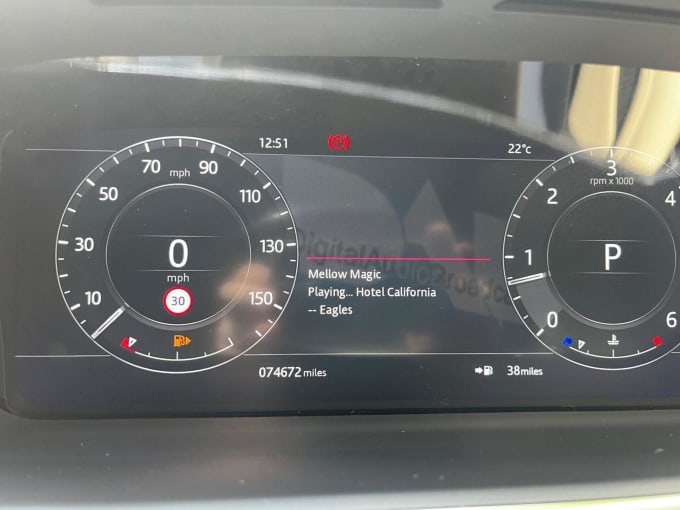 12:51
22°c
10
30
50
70
mph
90
110
130
150
0
mph
30
Mellow Magic
Playing... Hotel California
-- Eagles
0
1
2
3
4
6
rpm x 1000
P
074672 miles
38 miles